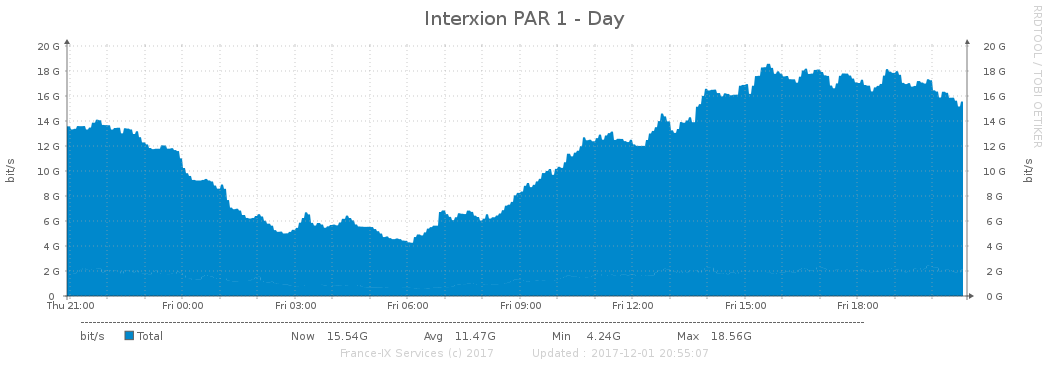 Interxion PAR 1 - Day
RRDTOOL / TOBI OETIKER
20 G 20 G
18 G 18 G
16 G 16 G
14 G 14 G
12 G 12 G
10 G 10 G
8 G 8 G
6 G 6 G
4 G 4 G
2 G 2 G
0 0 G
bit/s bit/s
Thu 21:00 Fri 00:00 Fri 03:00 Fri 06:00 Fri 09:00 Fri 12:00 Fri 15:00 Fri 18:00
bit/s Total Now 15.54G Avg 11.47G Min 4.24G Max 18.56G
France-IX Services (c) 2017 Updated : 2017-12-01 20:55:07